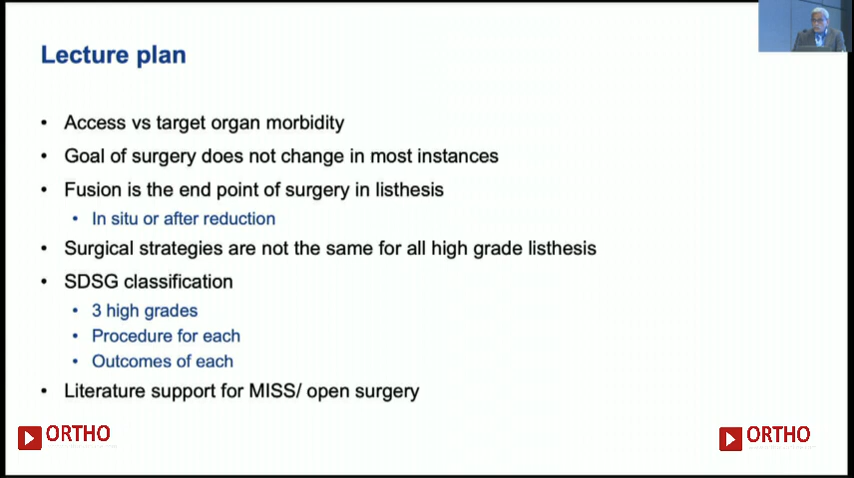 Lecture plan
• Access vs target organ morbidity
• Goal of surgery does not change in most instances
• Fusion is the end point of surgery in listhesis
• In situ or after reduction
• Surgical strategies are not the same for all high grade listhesis
• SDSG classification
• 3 high grades
• Procedure for each
• Outcomes of each
• Literature support for MISS/ open surgery
ORTHO
ORTHO